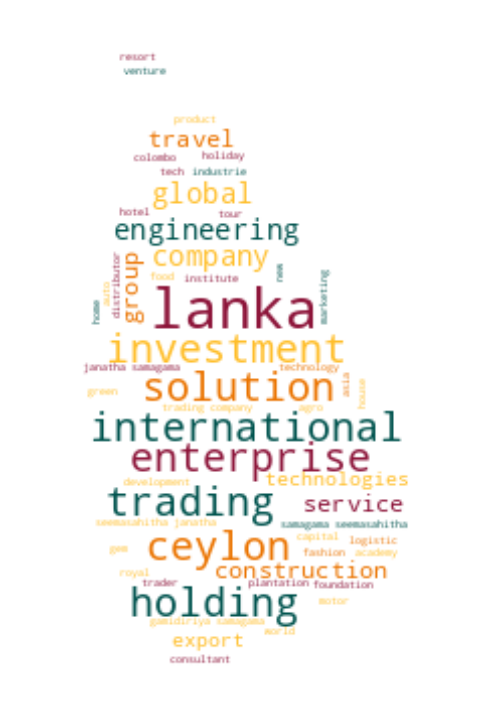 resort
venture
product
travel
colombo holiday
tech industrie
global
hotel tour
engineering
company
group
distributor
auto
home
food institute
new
marketing
lanka
investment
janatha samagama technology
solution
asia
house
green
trading company agro
international
enterprise
technologies
development
trading
service
seemasahitha janatha
samagama seemasahitha
capital logistic
ceylon
gem
fashion academy
construction
royal
trader plantation foundation
holding
motor
gamidiriya samagama
world
export
consultant